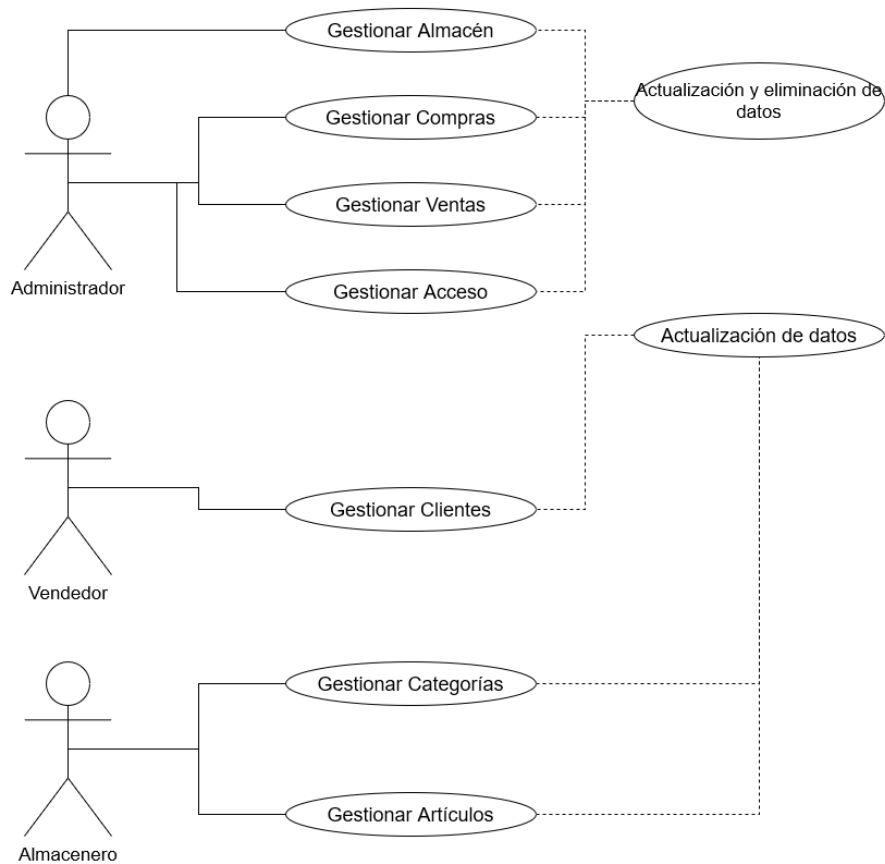 Gestionar Almacén
Actualización y eliminación de
datos
Gestionar Compras
Gestionar Ventas
Gestionar Acceso
Administrador
Actualización de datos
Gestionar Clientes
Vendedor
Gestionar Categorías
Gestionar Artículos
Almacenero